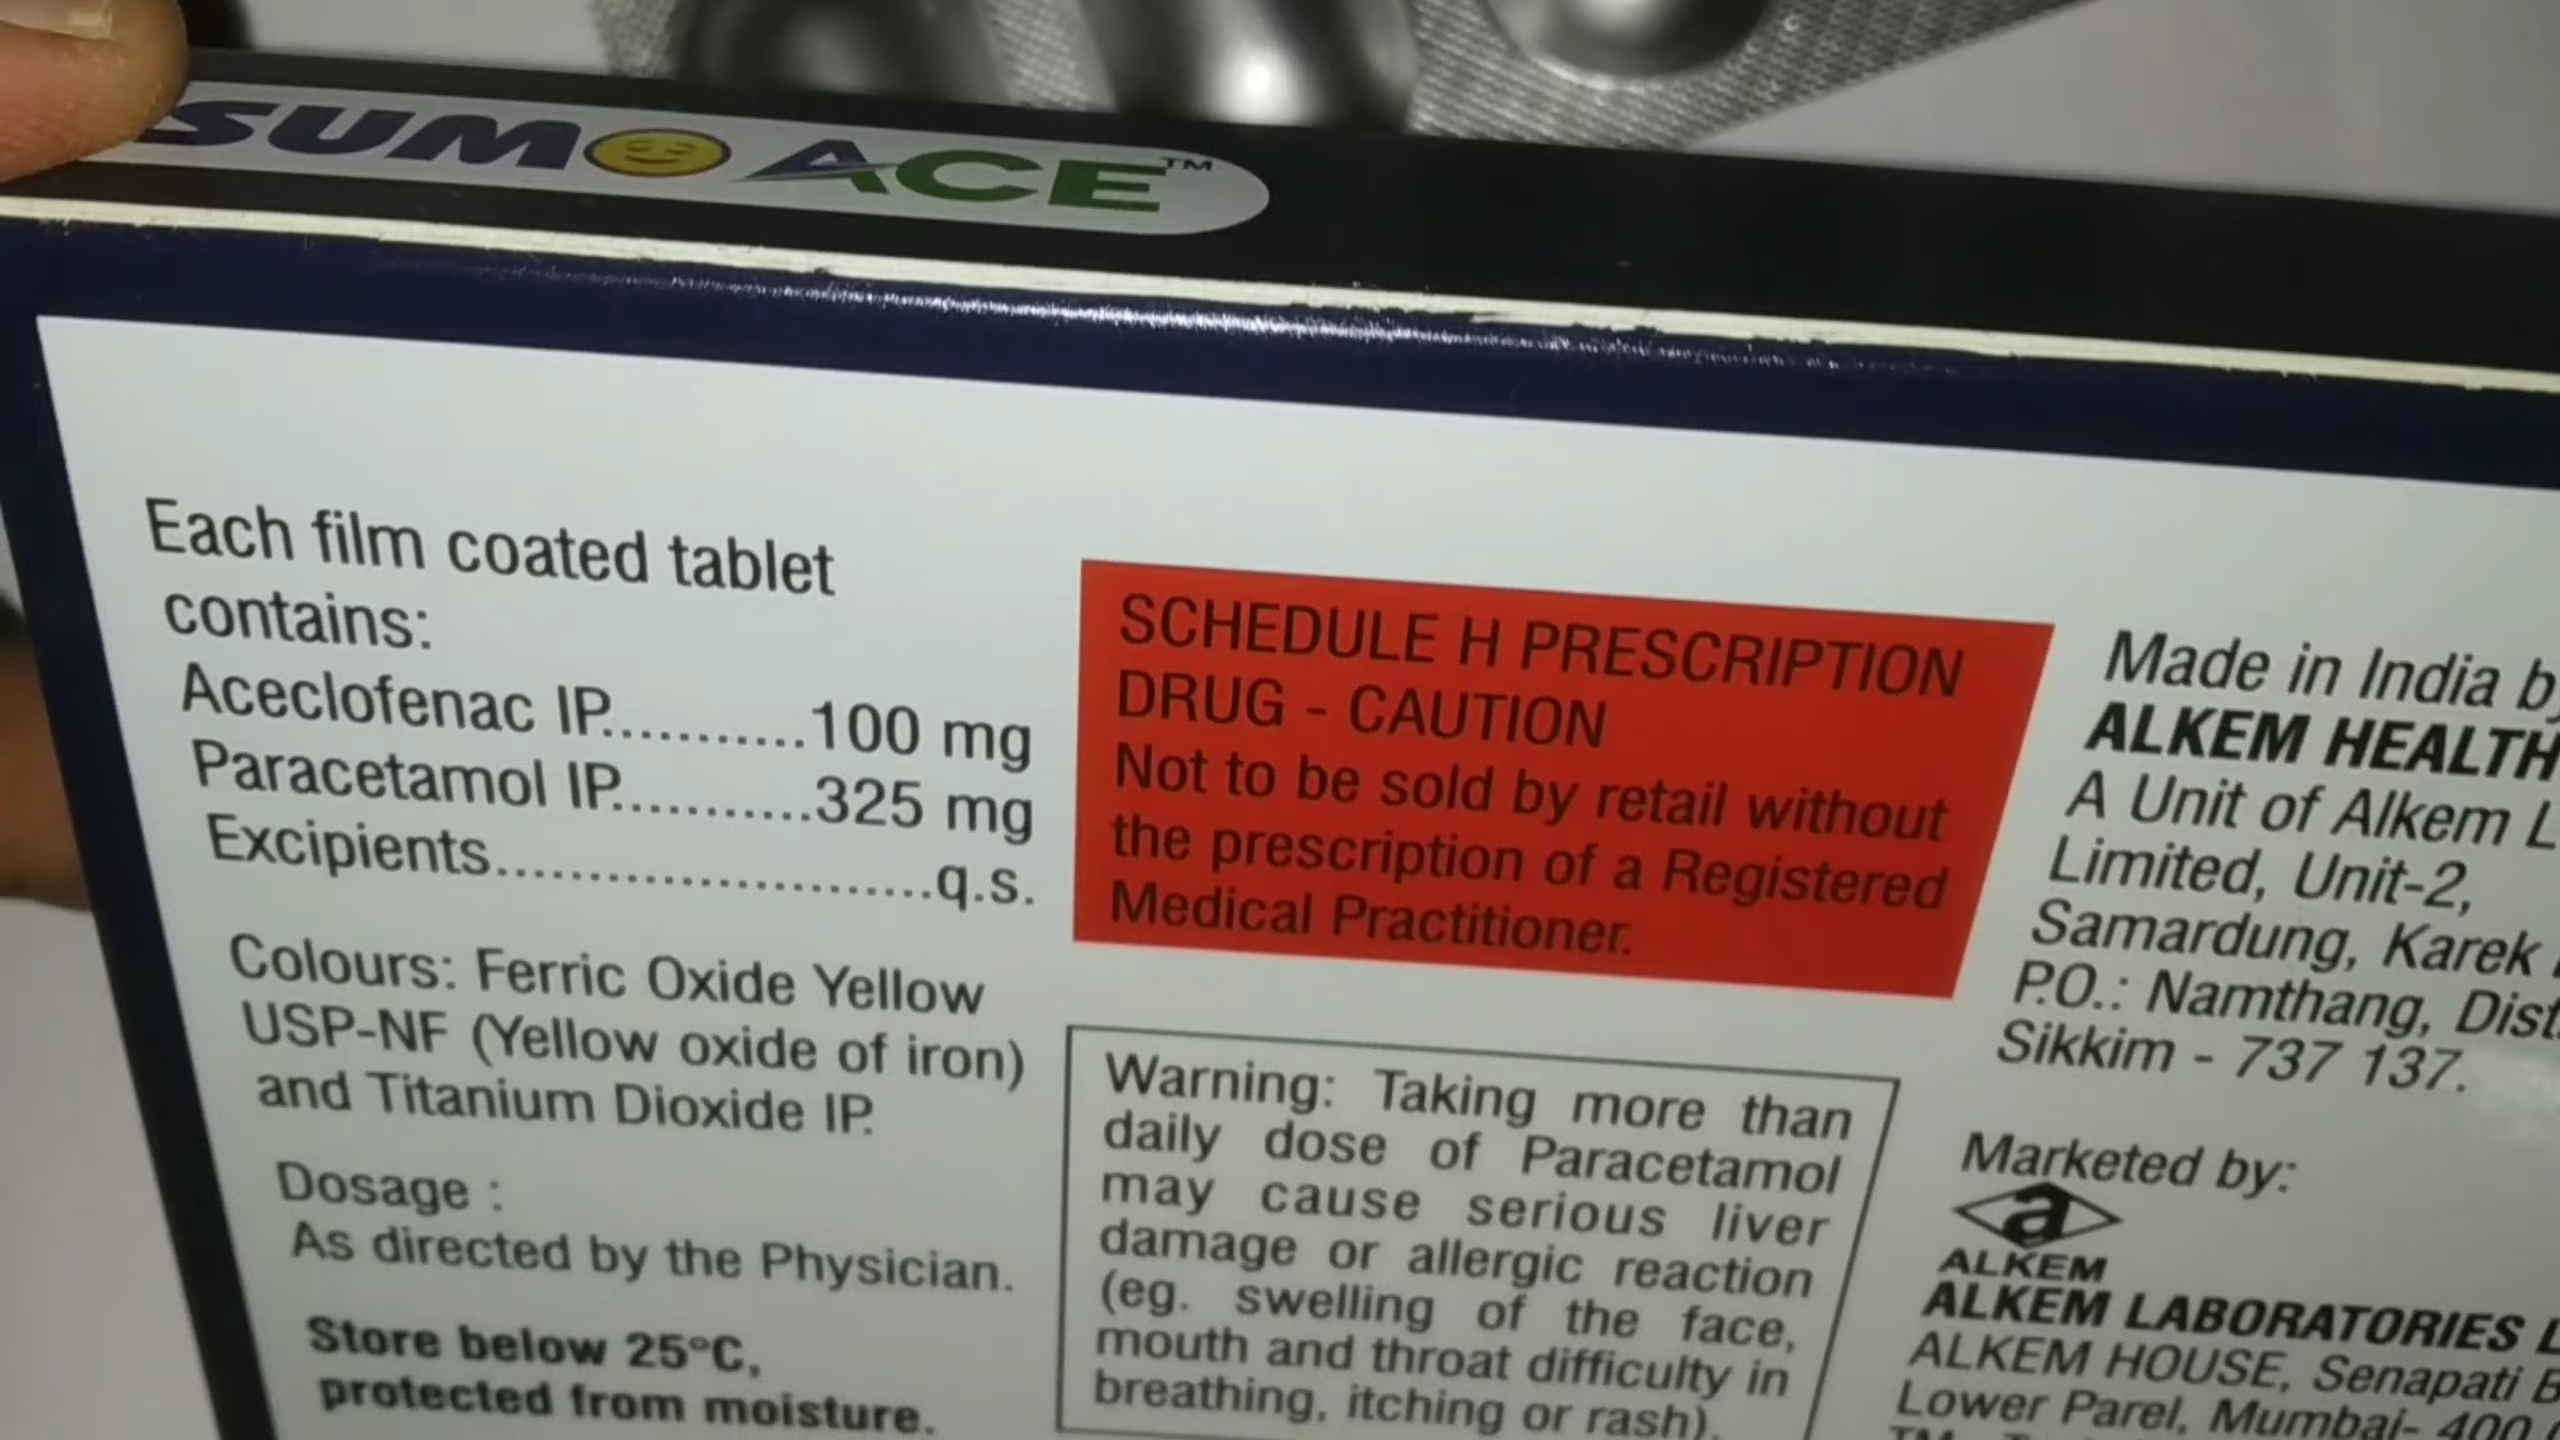 SUMO ACE™
Each film coated tablet
contains:
Aceclofenac IP...........100 mg
Paracetamol IP...........325 mg
Excipients........................q.s.
Colours: Ferric Oxide Yellow
USP-NF (Yellow oxide of iron)
and Titanium Dioxide IP.
Dosage :
As directed by the Physician.
Store below 25°C,
protected from moisture.
SCHEDULE H PRESCRIPTION
DRUG - CAUTION
Not to be sold by retail without
the prescription of a Registered
Medical Practitioner.
Warning: Taking more than
daily dose of Paracetamol
may cause serious liver
damage or allergic reaction
(eg. swelling of the face,
mouth and throat difficulty in
breathing, itching or rash).
Made in India
ALKEM HEALTH
A Unit of Alkem
Limited, Unit-2,
Samardung, Karek
P.O.: Namthang, Dist
Sikkim - 737 137.
Marketed by:
a
ALKEM
ALKEM LABORATORIES
ALKEM HOUSE, Senapati
Lower Parel, Mumbai- 400